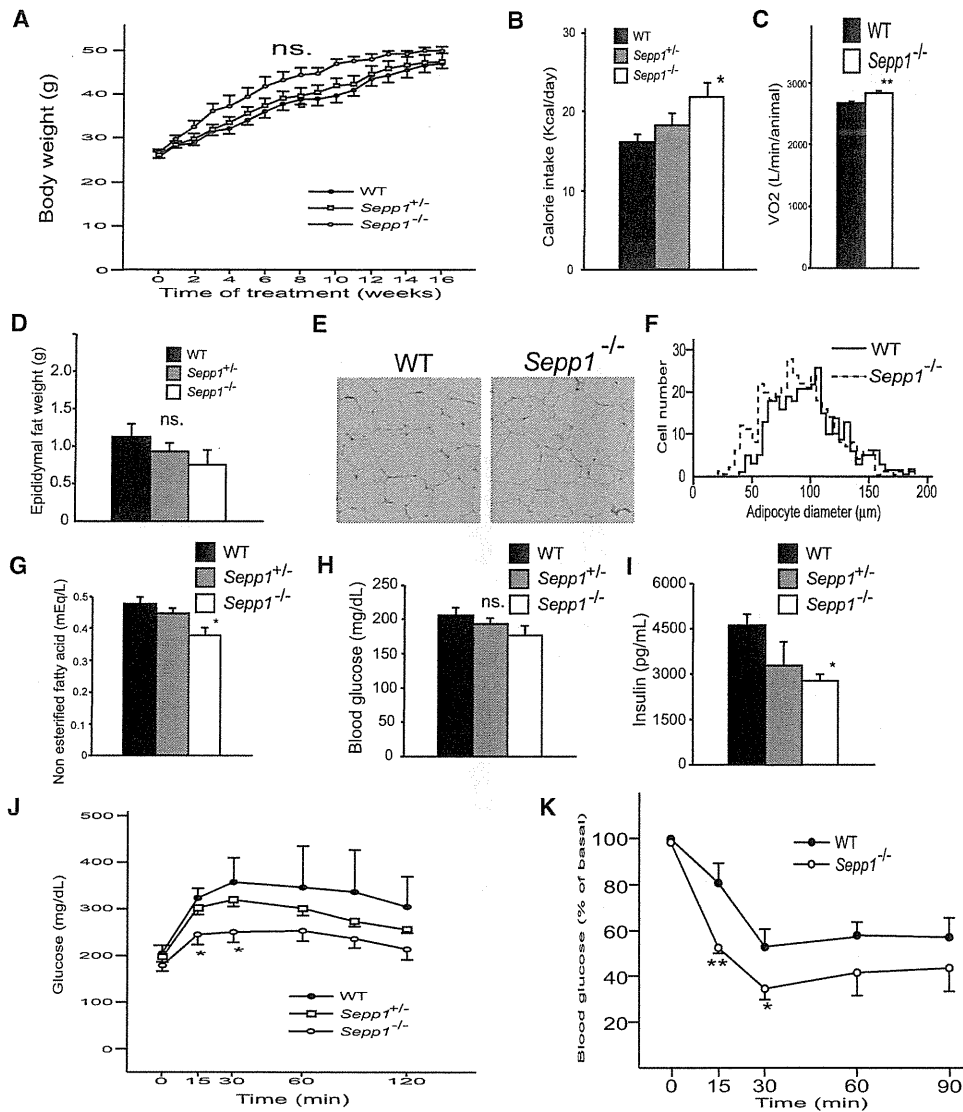 A
Body weight (g)
50
40
30
20
10
0
ns.
WT
Sepp1+/-
Sepp1-/-
0 2 4 6 8 10 12 14 16
Time of treatment (weeks)
B
Calorie intake (Kcal/day)
30
20
10
0
WT
Sepp1+/-
Sepp1-/-
*
C
WT
Sepp1-/-
**
VO2 (L/min/animal)
3000
2000
1000
0
D
Epididymal fat weight (g)
2.0
1.5
1.0
0.5
0
WT
Sepp1+/-
Sepp1-/-
ns.
E
WT
Sepp1-/-
F
Cell number
30
20
10
0
WT
Sepp1-/-
0 50 100 150 200
Adipocyte diameter (µm)
G
WT
Sepp1+/-
Sepp1-/-
Non esterified fatty acid (mEq/L)
0.5
0.4
0.3
0.2
0.1
0
*
H
WT
Sepp1+/-
Sepp1-/-
Blood glucose (mg/dL)
250
200
150
100
50
0
ns.
I
WT
Sepp1+/-
Sepp1-/-
Insulin (pg/mL)
6000
4500
3000
1500
0
*
J
Glucose (mg/dL)
500
400
300
200
100
0
* *
WT
Sepp1+/-
Sepp1-/-
0 15 30 60 120
Time (min)
K
Blood glucose (% of basal)
100
80
60
40
20
WT
Sepp1-/-
**
*
0 15 30 60 90
Time (min)